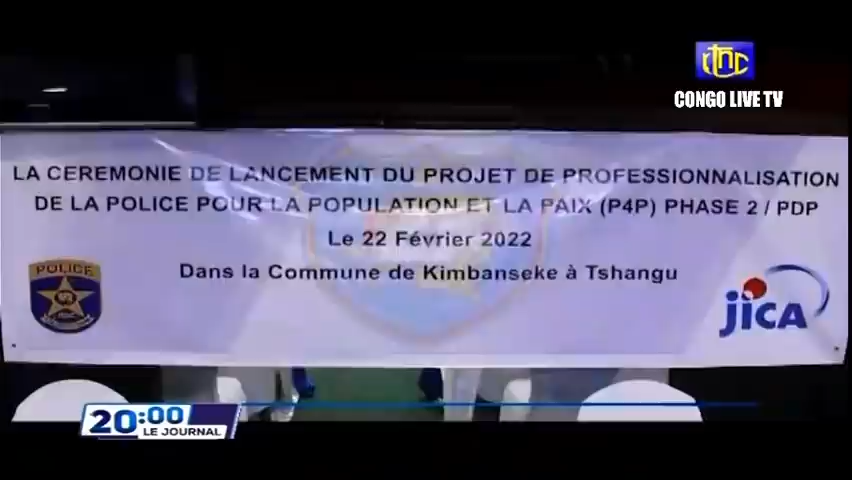 rtnc
CONGO LIVE TV
LA CEREMONIE DE LANCEMENT DU PROJET DE PROFESSIONNALISATION
DE LA POLICE POUR LA POPULATION ET LA PAIX (P4P) PHASE 2 / PDP
Le 22 Février 2022
Dans la Commune de Kimbanseke à Tshangu
POLICE
jICA
20:00
LE JOURNAL